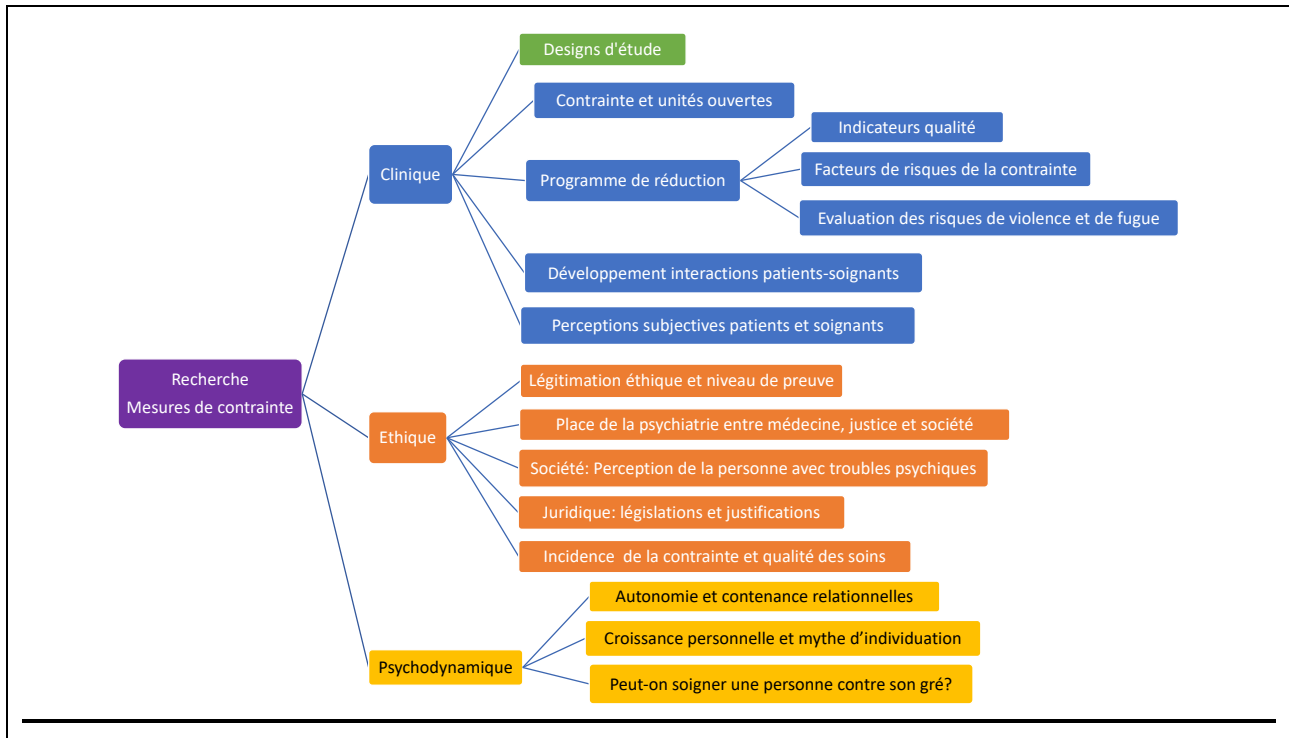 Designs d'étude
Contrainte et unités ouvertes
Indicateurs qualité
Clinique
Programme de réduction
Facteurs de risques de la contrainte
Evaluation des risques de violence et de fugue
Développement interactions patients-soignants
Perceptions subjectives patients et soignants
Recherche
Mesures de contrainte
Légitimation éthique et niveau de preuve
Ethique
Place de la psychiatrie entre médecine, justice et société
Société: Perception de la personne avec troubles psychiques
Juridique: législations et justifications
Incidence  de la contrainte et qualité des soins
Autonomie et contenance relationnelles
Croissance personnelle et mythe d’individuation
Psychodynamique
Peut-on soigner une personne contre son gré?